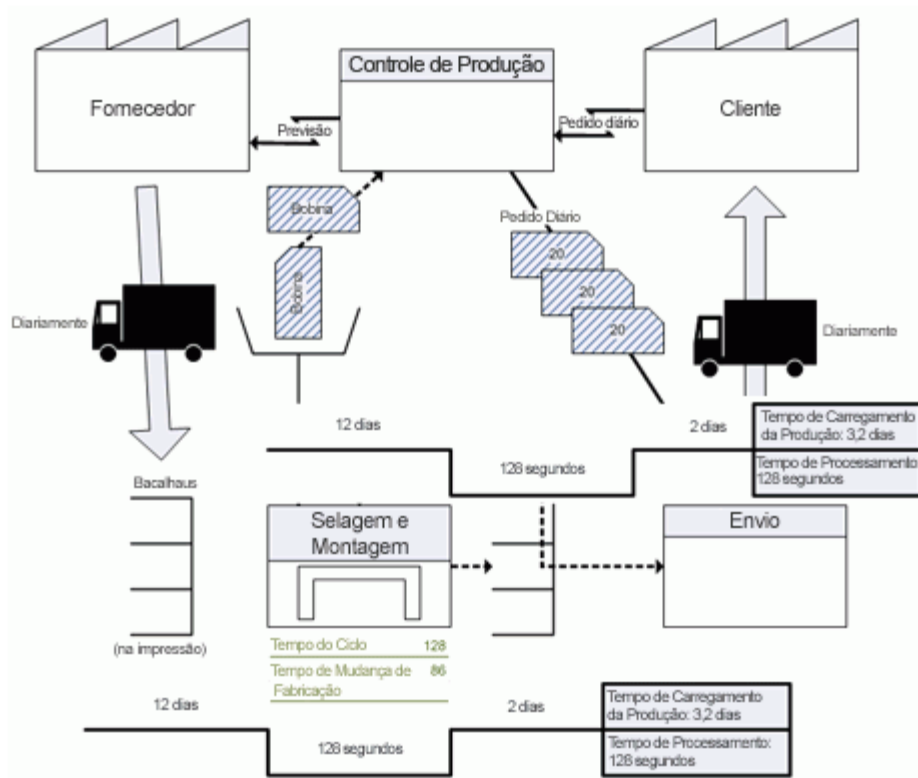 Controle de Produção
Fornecedor
Cliente
Previsão
Pedido diário
Bobina
Pedido Diário
Bobina
20
20
20
Diariamente
Diariamente
12 dias
2 dias
Tempo de Carregamento
da Produção: 3,2 dias
128 segundos
Tempo de Processamento:
128 segundos
Bacalhaus
Selagem e
Montagem
Envio
(na impressão)
Tempo do Ciclo 128
Tempo de Mudança de 86
Fabricação
12 dias
2 dias
Tempo de Carregamento
da Produção: 3,2 dias
128 segundos
Tempo de Processamento:
128 segundos